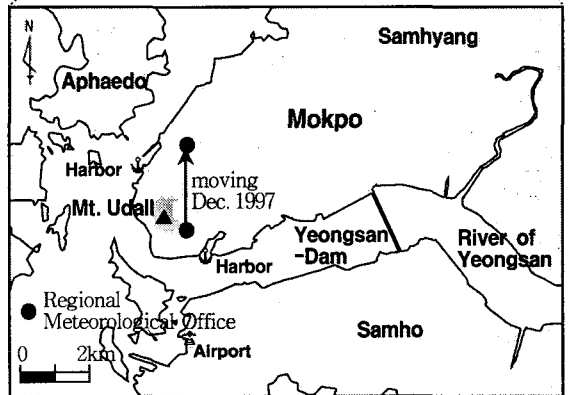 N
Samhyang
Aphaedo
Mokpo
Harbor
moving
Dec. 1997
Mt. Udall
Yeongsan
-Dam
River of
Yeongsan
Harbor
Regional
Meteorological Office
Samho
Airport
0 2km